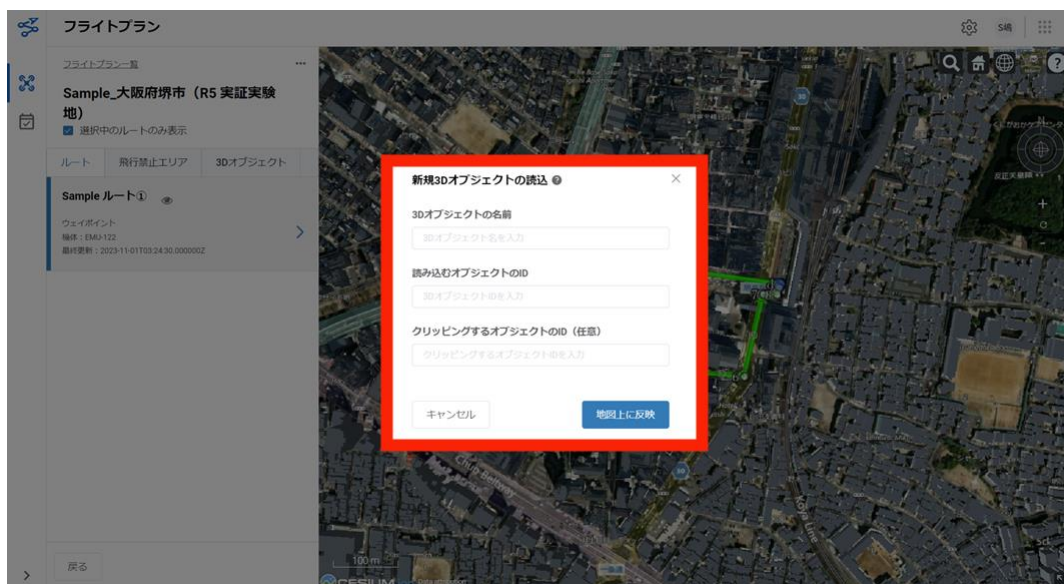 フライトプラン
S嶋
フライトプラン一覧
Sample_大阪府堺市（R5 実証実験
地）
選択中のルートのみ表示
ルート
飛行禁止エリア
3Dオブジェクト
Sample ルート①
ウェイポイント
機体：EMU-122
最終更新：2023-11-01T03:24:30.000000Z
戻る
新規3Dオブジェクトの読込
3Dオブジェクトの名前
3Dオブジェクト名を入力
読み込むオブジェクトのID
3DオブジェクトIDを入力
クリッピングするオブジェクトのID（任意）
クリッピングするオブジェクトIDを入力
キャンセル
地図上に反映
N
30
30
Koya Line
100 m
CESIUM